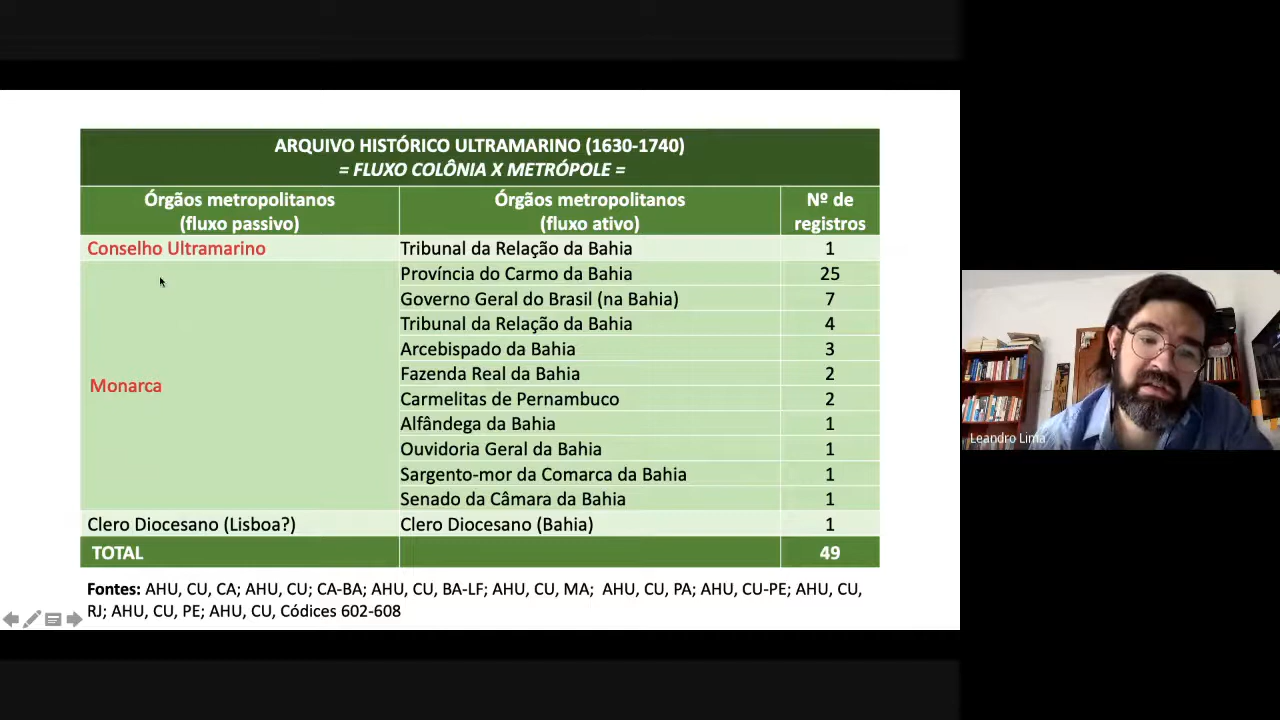 ARQUIVO HISTÓRICO ULTRAMARINO (1630-1740)
= FLUXO COLÔNIA X METRÓPOLE =
Órgãos metropolitanos (fluxo passivo) Órgãos metropolitanos (fluxo ativo) Nº de registros
Conselho Ultramarino Tribunal da Relação da Bahia 1
Província do Carmo da Bahia 25
Governo Geral do Brasil (na Bahia) 7
Tribunal da Relação da Bahia 4
Arcebispado da Bahia 3
Fazenda Real da Bahia 2
Monarca
Carmelitas de Pernambuco 2
Alfândega da Bahia 1
Ouvidoria Geral da Bahia 1
Sargento-mor da Comarca da Bahia 1
Senado da Câmara da Bahia 1
Clero Diocesano (Lisboa?) Clero Diocesano (Bahia) 1
TOTAL 49
Fontes: AHU, CU, CA; AHU, CU; CA-BA; AHU, CU, BA-LF; AHU, CU, MA; AHU, CU, PA; AHU, CU-PE; AHU, CU,
RJ; AHU, CU, PE; AHU, CU, Códices 602-608
Leandro Lima